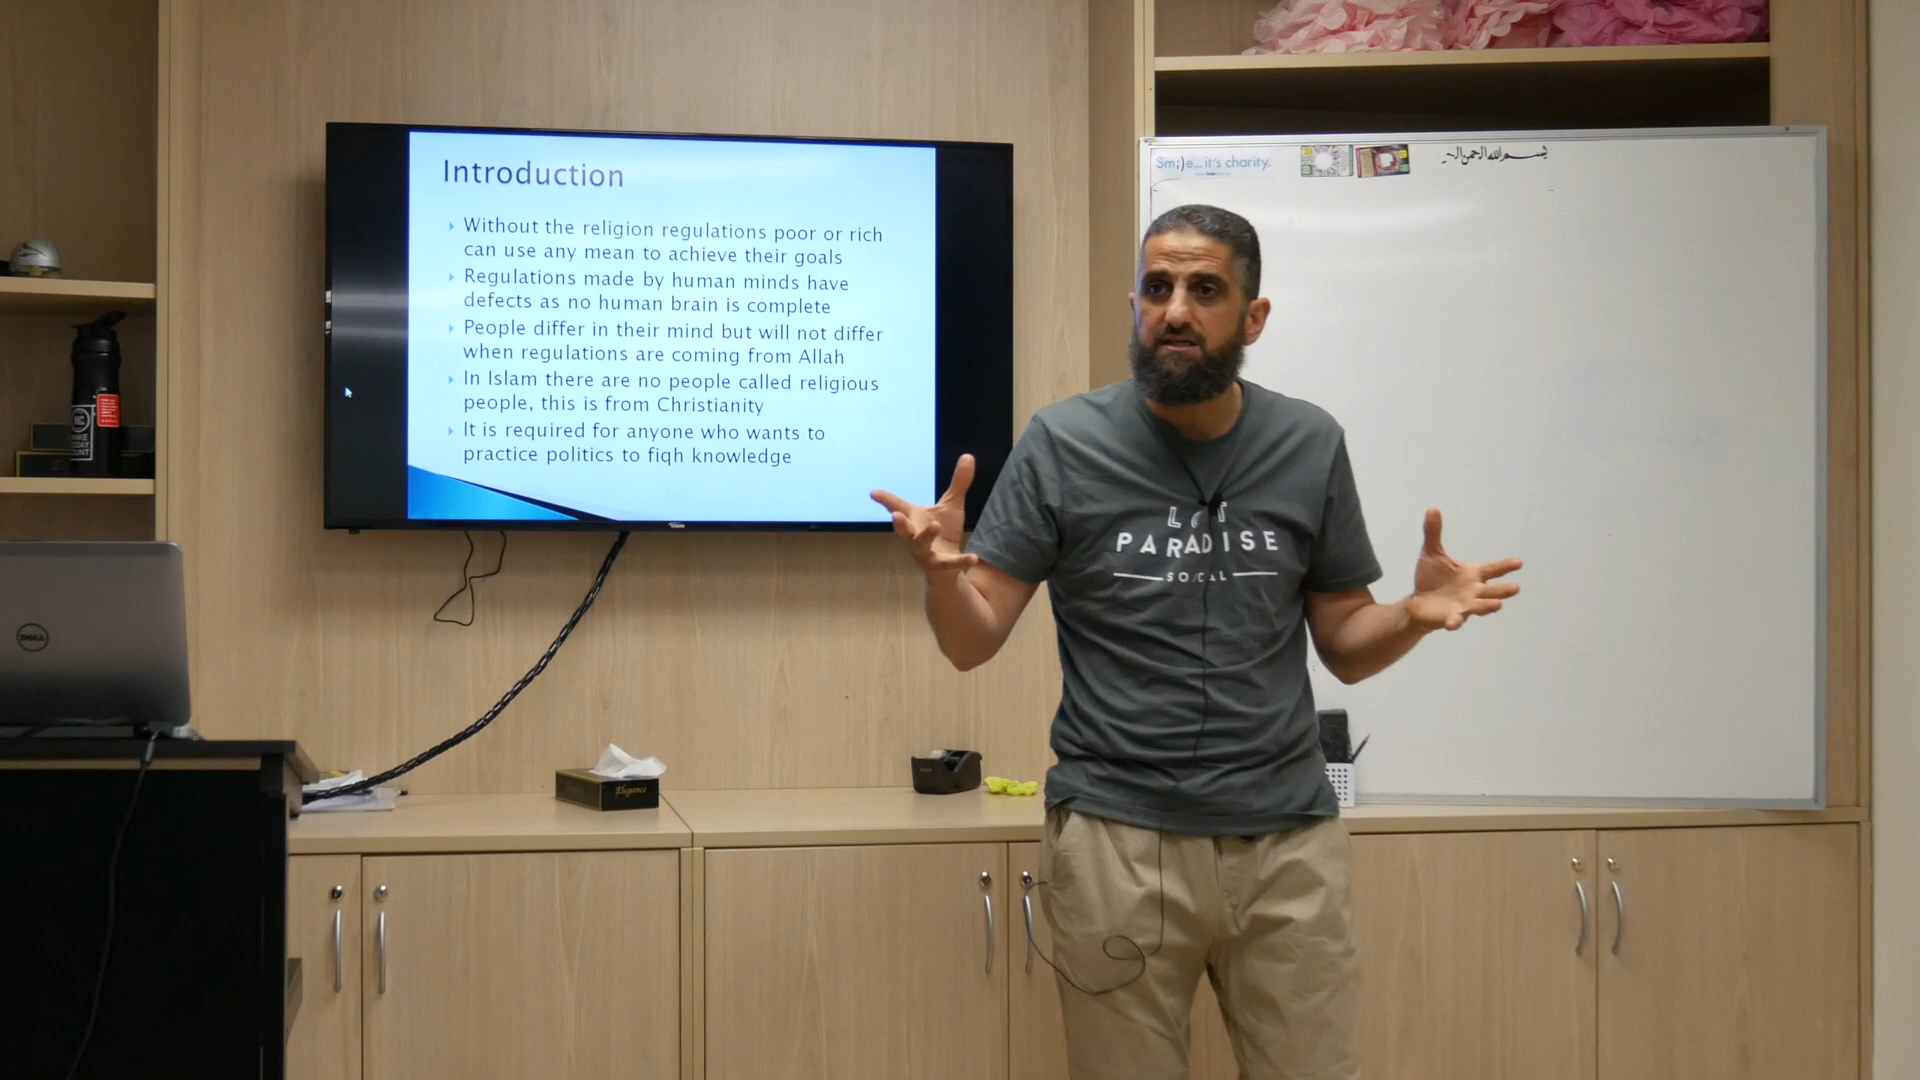 Introduction
Without the religion regulations poor or rich
can use any mean to achieve their goals
Regulations made by human minds have
defects as no human brain is complete
People differ in their mind but will not differ
when regulations are coming from Allah
In Islam there are no people called religious
people, this is from Christianity
It is required for anyone who wants to
practice politics to fiqh knowledge
Sm;)e... it's charity.
بسم الله الرحمن الر
PARADISE
DELL
Elegance